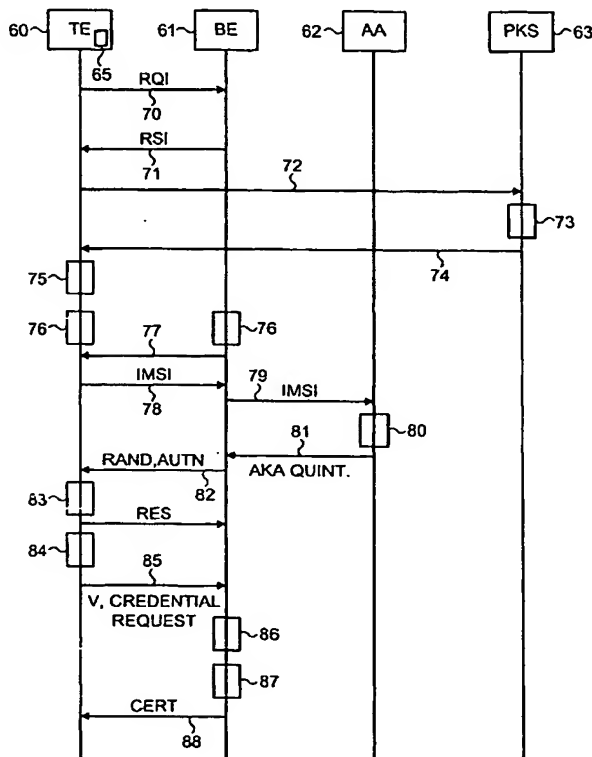 60 TE 61 BE 62 AA PKS 63
65
RQI
70
RSI
71
72
73
74
75
76 77 76
IMSI 79 IMSI
78
80
81
RAND,AUTN
82 AKA QUINT.
83
RES
84
85
V, CREDENTIAL
REQUEST
86
87
CERT
88